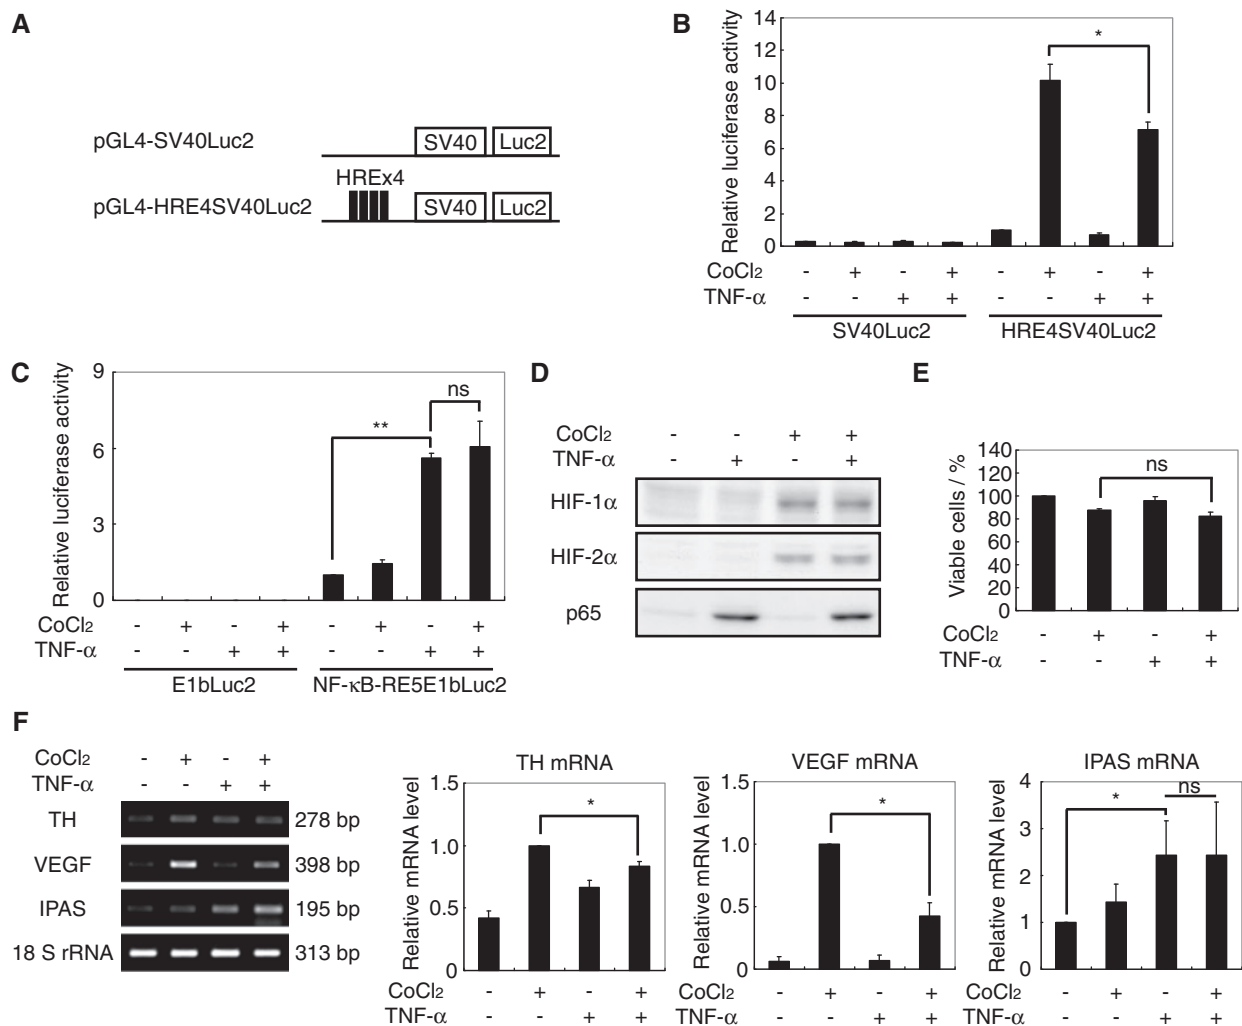 A
pGL4-SV40Luc2
SV40 Luc2
HREx4
pGL4-HRE4SV40Luc2
SV40 Luc2
B
Relative luciferase activity
14
12
10
8
6
4
2
0
CoCl2 - + - + - + - +
TNF-α - - + + - - + +
SV40Luc2 HRE4SV40Luc2
*
C
Relative luciferase activity
9
6
3
0
** ns
CoCl2 - + - + - + - +
TNF-α - - + + - - + +
E1bLuc2 NF-κB-RE5E1bLuc2
D
CoCl2 - - + +
TNF-α - + - +
HIF-1α
HIF-2α
p65
E
Viable cells / %
140
120
100
80
60
40
20
0
ns
CoCl2 - + - +
TNF-α - - + +
F
CoCl2 - + - +
TNF-α - - + +
TH 278 bp
VEGF 398 bp
IPAS 195 bp
18 S rRNA 313 bp
TH mRNA
Relative mRNA level
1.5
1.0
0.5
0
*
CoCl2 - + - +
TNF-α - - + +
VEGF mRNA
Relative mRNA level
1.5
1.0
0.5
0
*
CoCl2 - + - +
TNF-α - - + +
IPAS mRNA
Relative mRNA level
4
3
2
1
0
* ns
CoCl2 - + - +
TNF-α - - + +